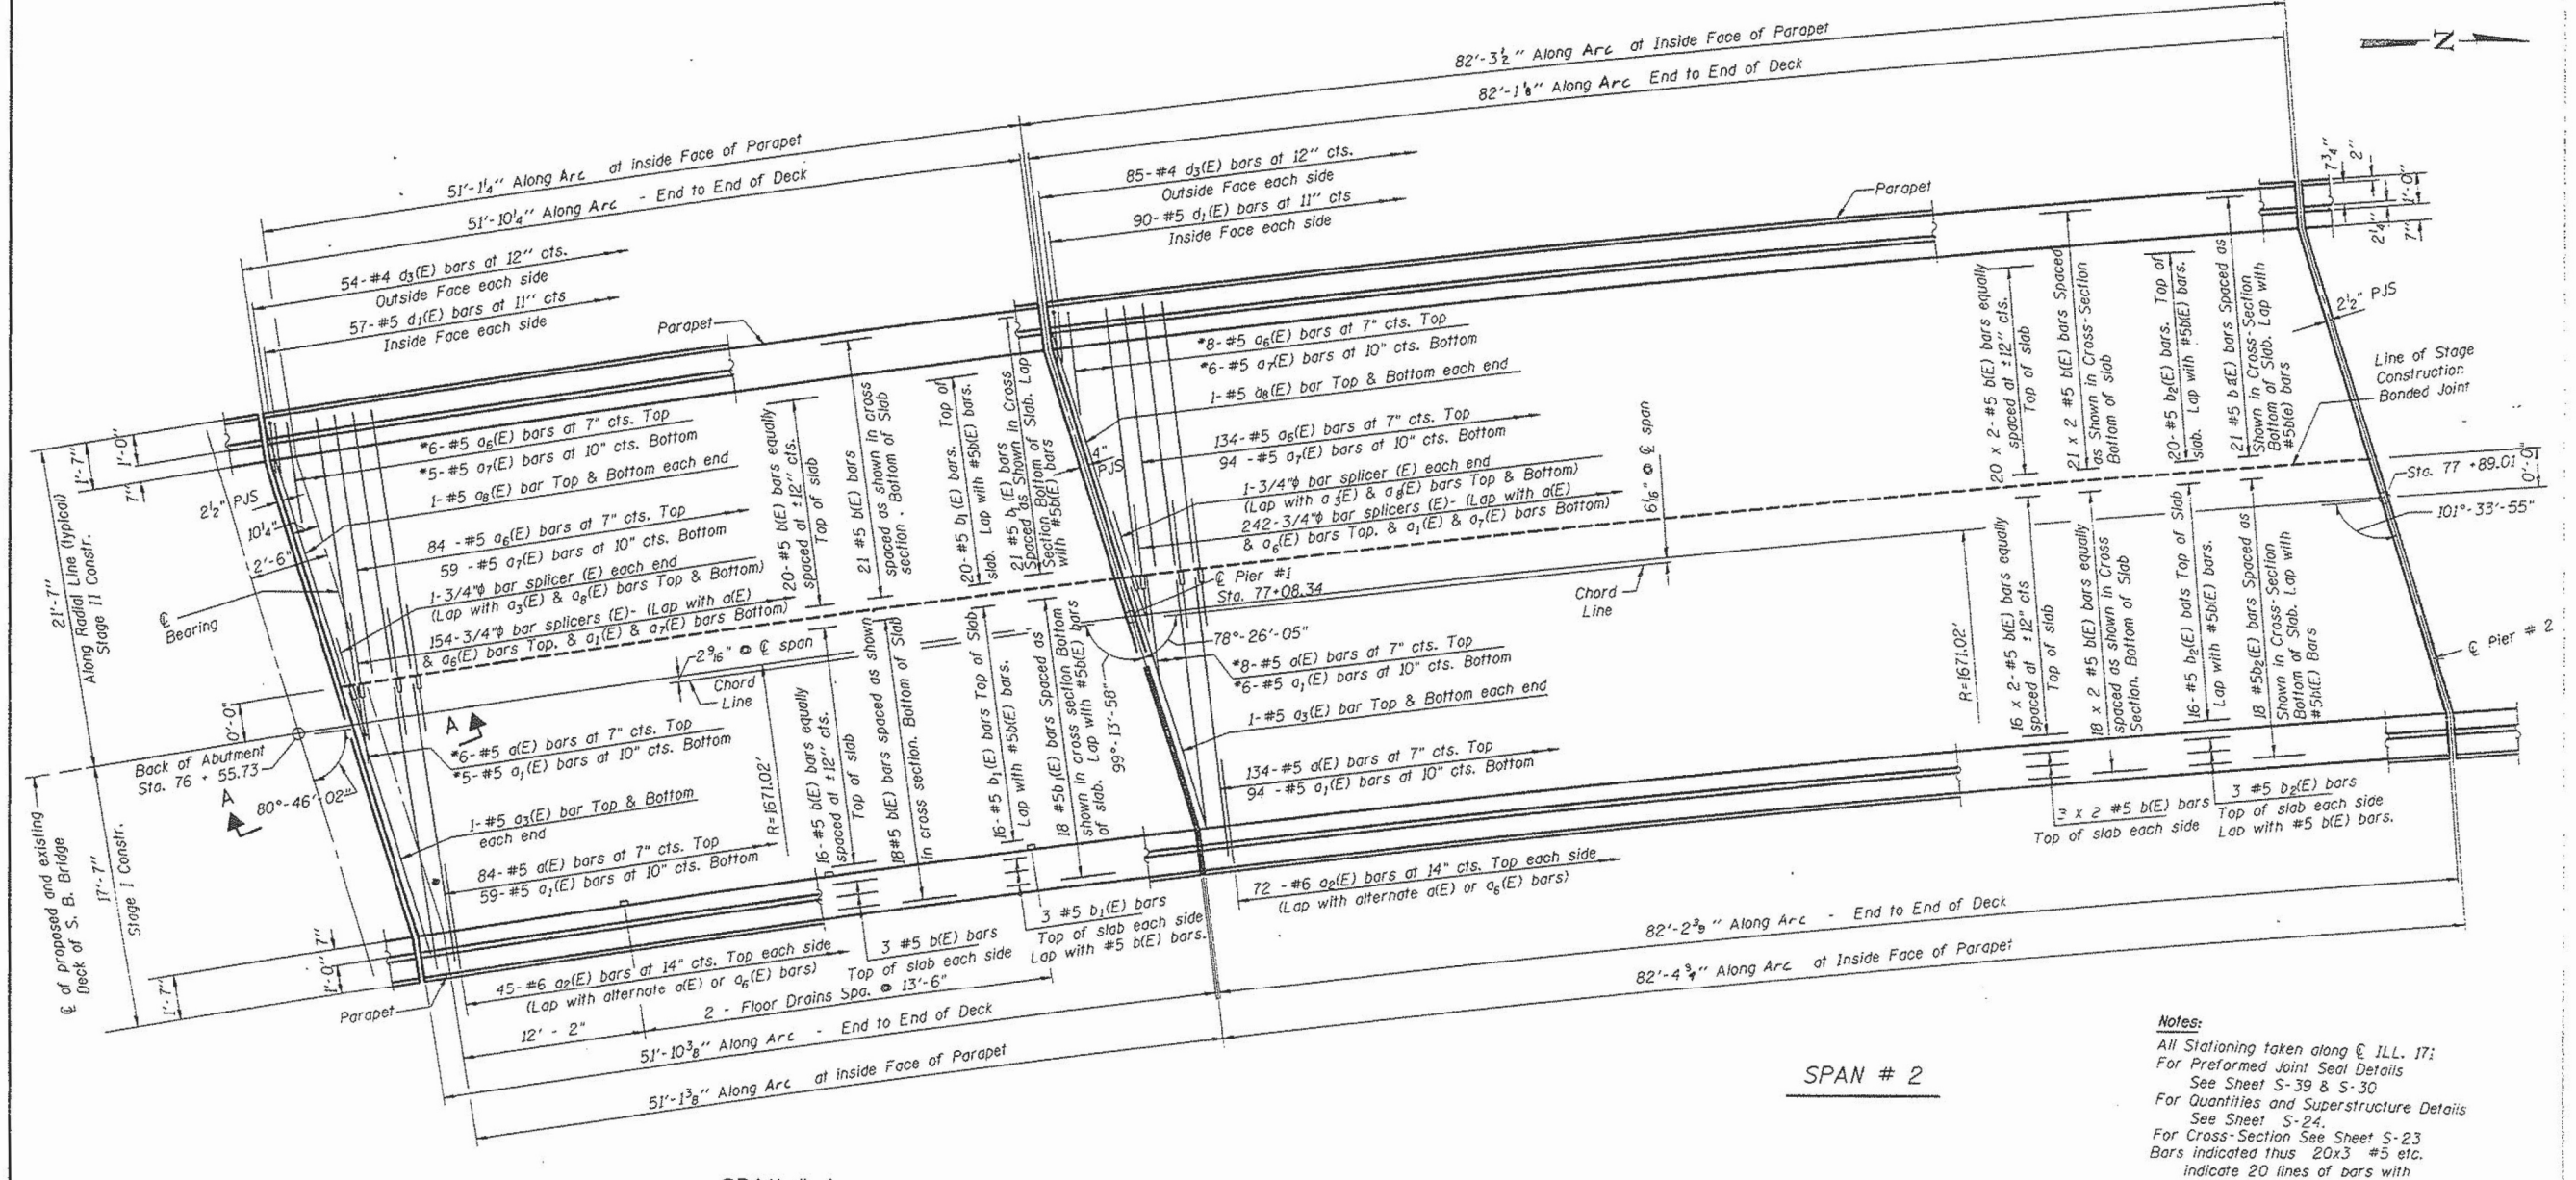 N
82'-3½" Along Arc at Inside Face of Parapet
82'-1⅛" Along Arc End to End of Deck
51'-1¼" Along Arc at inside Face of Parapet
51'-10¼" Along Arc - End to End of Deck
54-#4 d3(E) bars at 12" cts.
Outside Face each side
57-#5 d1(E) bars at 11" cts
Inside Face each side
85-#4 d3(E) bars at 12" cts.
Outside Face each side
90-#5 d1(E) bars at 11" cts
Inside Face each side
Parapet
Parapet
7¾"
2"
1'-0"
2¼"
7"
2½" PJS
Line of Stage
Construction
Bonded Joint
Sta. 77 +89.01
0'-0"
101°-33'-55"
℄ Pier # 2
1'-7"
1'-0"
7"
2½" PJS
10¼"
2'-6"
℄
Bearing
21'-7"
Along Radial Line (typical)
Stage II Constr.
*6-#5 a6(E) bars at 7" cts. Top
*5-#5 a7(E) bars at 10" cts. Bottom
1-#5 a8(E) bar Top & Bottom each end
84 -#5 a6(E) bars at 7" cts. Top
59 -#5 a7(E) bars at 10" cts. Bottom
1-3/4"φ bar splicer (E) each end
(Lap with a3(E) & a8(E) bars Top & Bottom)
154-3/4"φ bar splicers (E)- (Lap with a(E)
& a6(E) bars Top, & a1(E) & a7(E) bars Bottom)
20-#5 b(E) bars equally
spaced at ±12" cts.
Top of slab
21 #5 b(E) bars
spaced as shown in cross
section . Bottom of Slab
20-#5 b1(E) bars. Top of
slab. Lap with #5b(E) bars.
21 #5 b1(E) bars
Spaced as Shown in Cross
Section Bottom of Slab. Lap
with #5b(E) bars
4"
PJS
*8-#5 a6(E) bars at 7" cts. Top
*6-#5 a7(E) bars at 10" cts. Bottom
1-#5 a8(E) bar Top & Bottom each end
134-#5 a6(E) bars at 7" cts. Top
94 -#5 a7(E) bars at 10" cts. Bottom
1-3/4"φ bar splicer (E) each end
(Lap with a3(E) & a8(E) bars Top & Bottom)
242-3/4"φ bar splicers (E)- (Lap with a(E)
& a6(E) bars Top, & a1(E) & a7(E) bars Bottom)
6 1/16" @ ℄ span
20 x 2-#5 b(E) bars equally
spaced at ±12" cts.
Top of slab
21 x 2 #5 b(E) bars Spaced
as Shown in Cross-Section
Bottom of slab
20-#5 b2(E) bars. Top of
slab. Lap with #5b(E) bars.
21 #5 b2(E) bars Spaced as
Shown in Cross-Section
Bottom of Slab. Lap with
#5b(e) bars
℄ Pier #1
Sta. 77+08.34
Chord
Line
78°-26'-05"
99°-13'-58"
*8-#5 a(E) bars at 7" cts. Top
*6-#5 a1(E) bars at 10" cts. Bottom
1-#5 a3(E) bar Top & Bottom each end
134-#5 a(E) bars at 7" cts. Top
94 -#5 a1(E) bars at 10" cts. Bottom
72 -#6 a2(E) bars at 14" cts. Top each side
(Lap with alternate a(E) or a6(E) bars)
R=1671.02'
16 x 2-#5 b(E) bars equally
spaced at ±12" cts
Top of slab
18 x 2 #5 b(E) bars equally
spaced as shown in Cross
Section. Bottom of Slab
16-#5 b2(E) bats Top of Slab
Lap with #5b(E) bars.
18 #5b2(E) bars Spaced as
Shown in Cross-Section
Bottom of Slab. Lap with
#5b(E) Bars
x 2 #5 b(E) bars
Top of slab each side
3 #5 b2(E) bars
Top of slab each side
Lap with #5 b(E) bars.
2 9/16" @ ℄ span
Chord
Line
0'-0"
A
Back of Abutment
Sta. 76 + 55.73
A
80°-46'-02"
*6-#5 a(E) bars at 7" cts. Top
*5-#5 a1(E) bars at 10" cts. Bottom
1-#5 a3(E) bar Top & Bottom
each end
84-#5 a(E) bars at 7" cts. Top
59-#5 a1(E) bars at 10" cts. Bottom
R=1671.02'
16-#5 b(E) bars equally
spaced at ±12" cts.
Top of slab
18#5 b(E) bars spaced as shown
in cross section. Bottom of Slab
16-#5 b1(E) bars Top of Slab
Lap with #5b(E) bars.
18 #5b1(E) bars Spaced as
shown in cross section Bottom
of slab. Lap with #5b(E) bars
℄ of proposed and existing
Deck of S. B. Bridge
17'-7"
Stage I Constr.
1'-7"
1'-0"
7"
Parapet
45-#6 a2(E) bars at 14" cts. Top each side
(Lap with alternate a(E) or a6(E) bars)
3 #5 b(E) bars
Top of slab each side
3 #5 b1(E) bars
Top of slab each side
Lap with #5 b(E) bars.
12' - 2"
2 - Floor Drains Spa. @ 13'-6"
51'-10⅜" Along Arc - End to End of Deck
51'-1⅜" Along Arc at inside Face of Parapet
82'-2 " Along Arc - End to End of Deck
82'-4¾" Along Arc at Inside Face of Parapet
SPAN # 2
Notes:
All Stationing taken along ℄ ILL.
For Preformed Joint Seal Details
See Sheet S-39 & S-30
For Quantities and Superstructure Details
See Sheet S-24.
For Cross-Section See Sheet S-23
Bars indicated thus 20x3 #5 etc.
indicate 20 lines of bars with